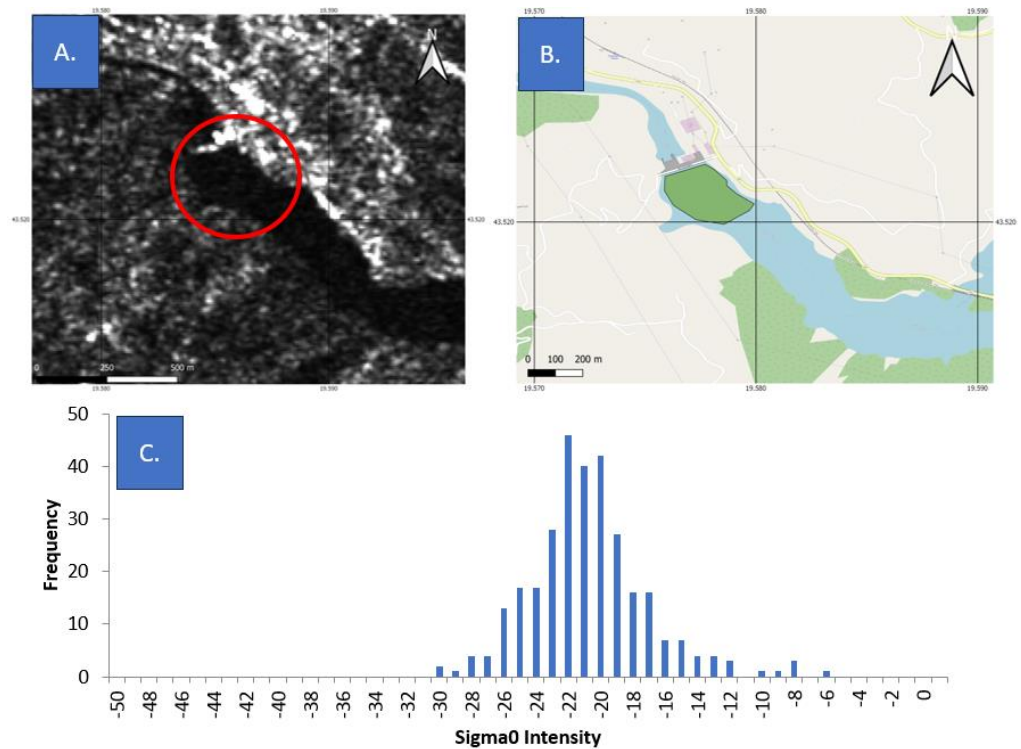 19.580 19.590
A.
N
43.520 43.520
0 250 500 m
19.580 19.590
19.570 19.580 19.590
B.
43.520 43.520
0 100 200 m
19.570 19.580 19.590
C.
50
40
30
20
10
0
Frequency
-50 -48 -46 -44 -42 -40 -38 -36 -34 -32 -30 -28 -26 -24 -22 -20 -18 -16 -14 -12 -10 -8 -6 -4 -2 0
Sigma0 Intensity